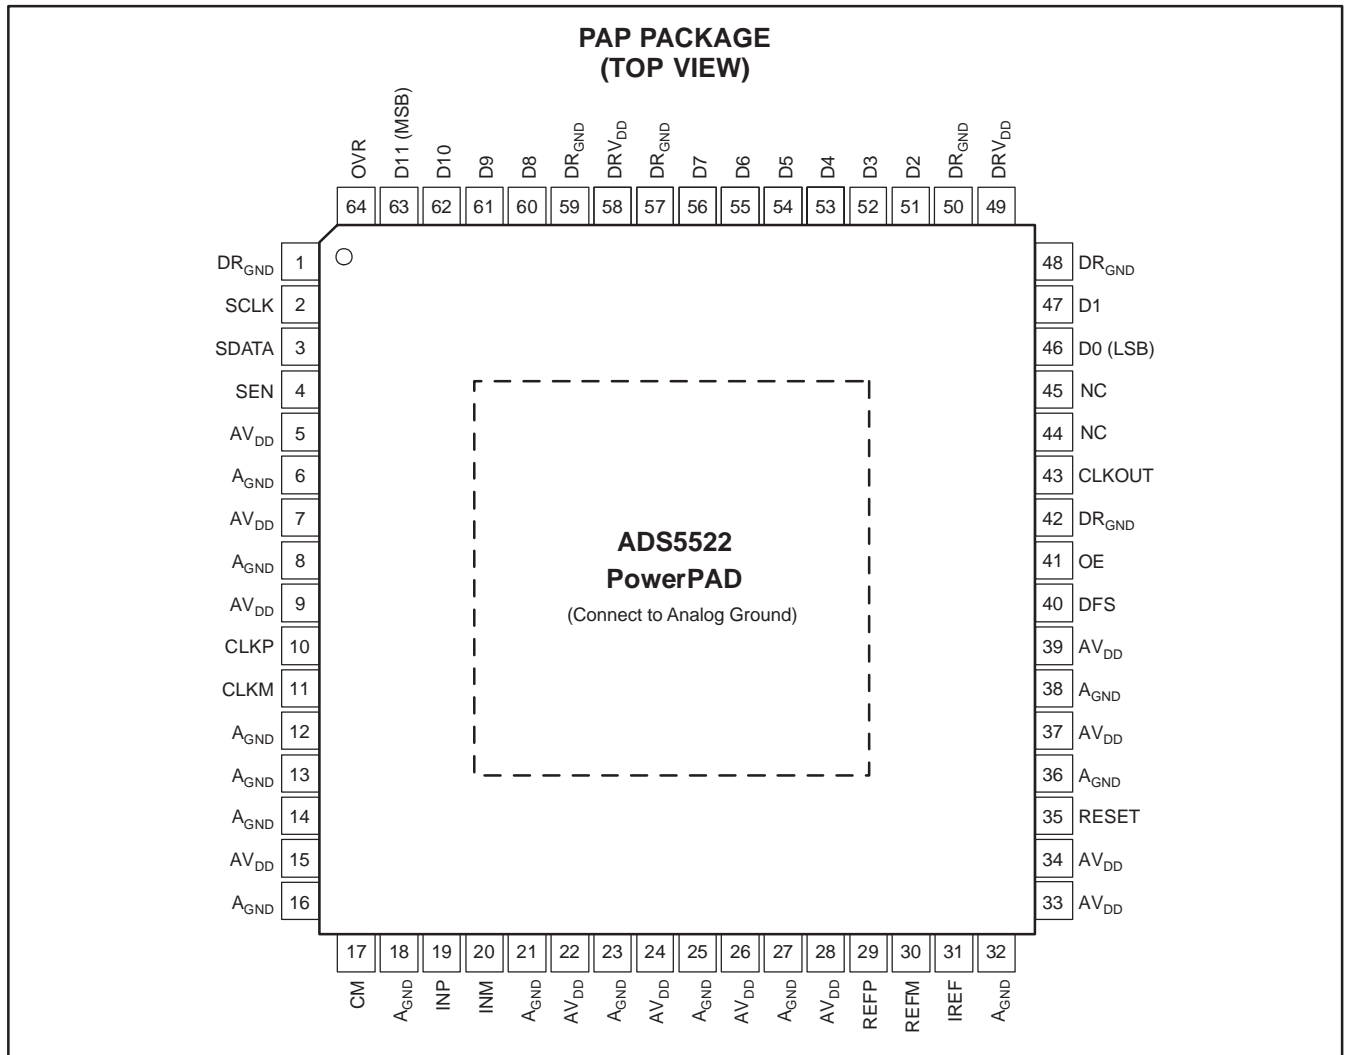 PAP PACKAGE
(TOP VIEW)
OVR
D11 (MSB)
D10
D9
D8
DRGND
DRVDD
DRGND
D7
D6
D5
D4
D3
D2
DRGND
DRVDD
64 63 62 61 60 59 58 57 56 55 54 53 52 51 50 49
DRGND 1
SCLK 2
SDATA 3
SEN 4
AVDD 5
AGND 6
AVDD 7
AGND 8
AVDD 9
CLKP 10
CLKM 11
AGND 12
AGND 13
AGND 14
AVDD 15
AGND 16
ADS5522
PowerPAD
(Connect to Analog Ground)
48 DRGND
47 D1
46 D0 (LSB)
45 NC
44 NC
43 CLKOUT
42 DRGND
41 OE
40 DFS
39 AVDD
38 AGND
37 AVDD
36 AGND
35 RESET
34 AVDD
33 AVDD
17 18 19 20 21 22 23 24 25 26 27 28 29 30 31 32
CM
AGND
INP
INM
AGND
AVDD
AGND
AVDD
AGND
AVDD
AGND
AVDD
REFP
REFM
IREF
AGND